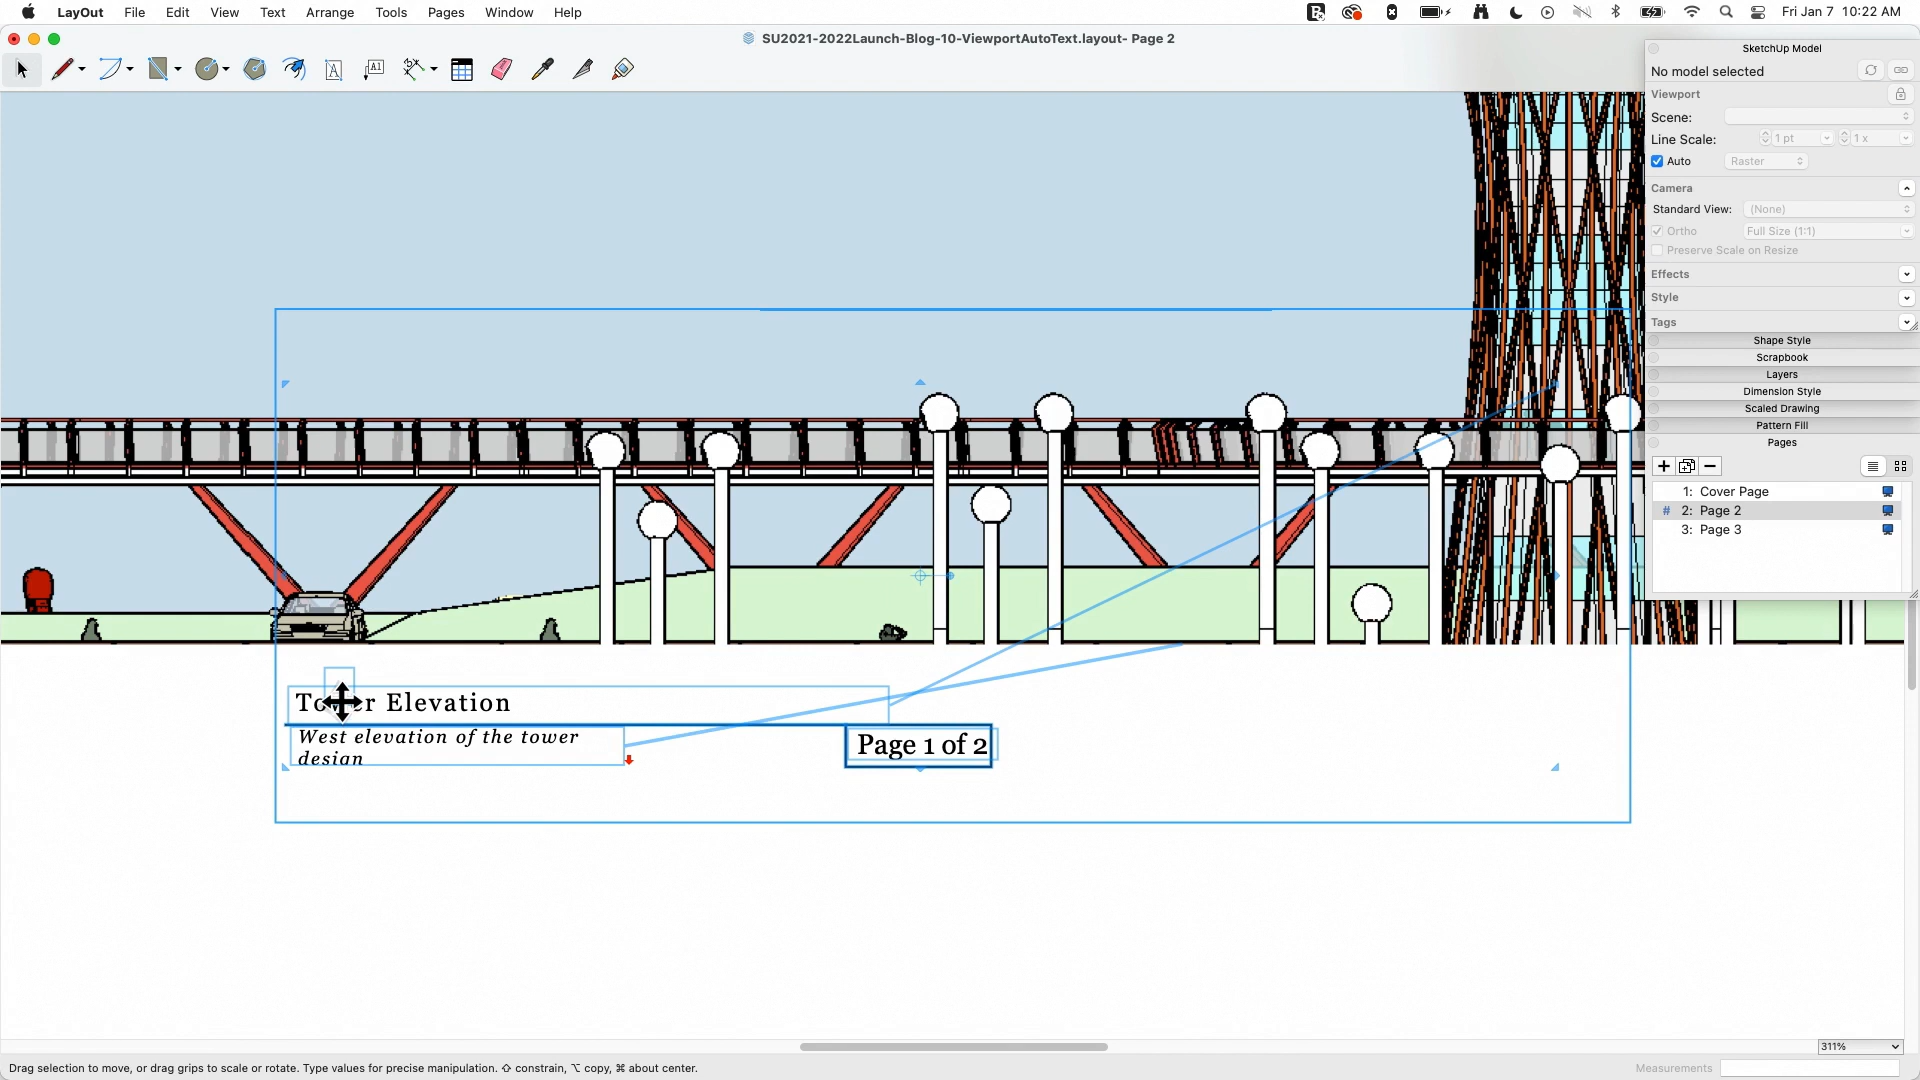 LayOut File Edit View Text Arrange Tools Pages Window Help
Fri Jan 7 10:22 AM
SU2021-2022Launch-Blog-10-ViewportAutoText.layout- Page 2
A
A1
SketchUp Model
No model selected
Viewport
Scene:
Line Scale: 1 pt 1 x
Auto Raster
Camera
Standard View: (None)
Ortho Full Size (1:1)
Preserve Scale on Resize
Effects
Style
Tags
Shape Style
Scrapbook
Layers
Dimension Style
Scaled Drawing
Pattern Fill
Pages
1: Cover Page
# 2: Page 2
3: Page 3
Tower Elevation
West elevation of the tower
design
Page 1 of 2
311%
Drag selection to move, or drag grips to scale or rotate. Type values for precise manipulation. ⇧ constrain, ⌥ copy, ⌘ about center.
Measurements